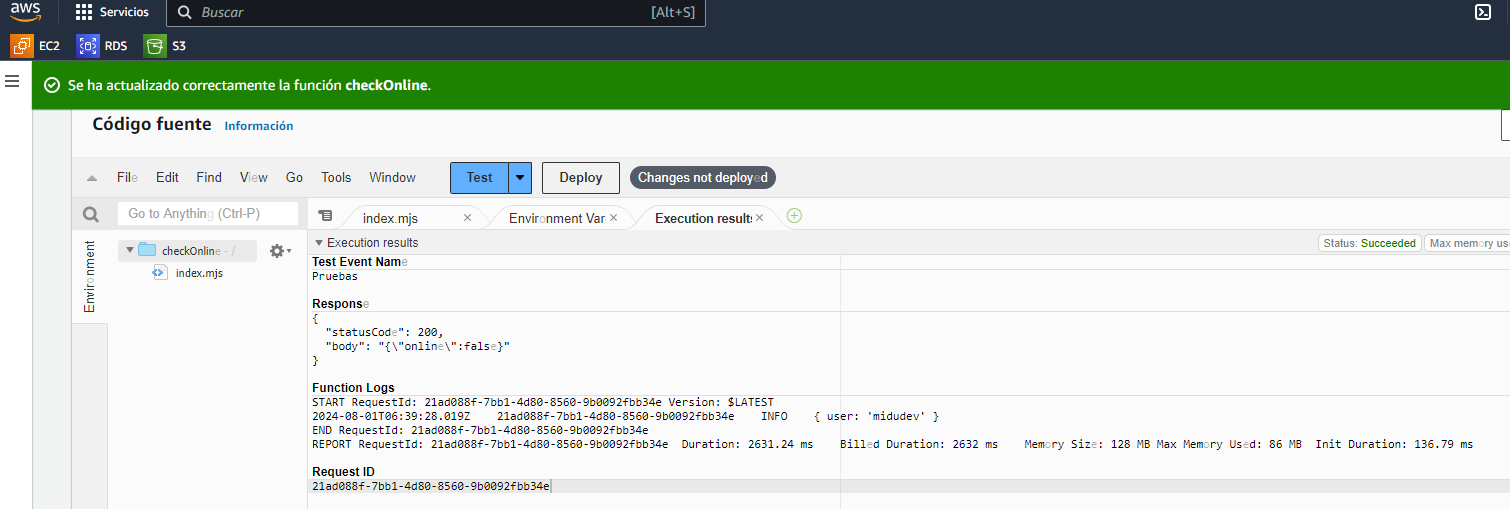 aws
Servicios
Buscar
[Alt+S]
EC2
RDS
S3
Se ha actualizado correctamente la función checkOnline.
Código fuente Información
File Edit Find View Go Tools Window Test Deploy Changes not deployed
Go to Anything (Ctrl-P)
index.mjs
Environment Var
Execution results
Environment
checkOnline - /
index.mjs
Execution results
Status: Succeeded
Max memory us
Test Event Name
Pruebas
Response
{
"statusCode": 200,
"body": "{\"online\":false}"
}
Function Logs
START RequestId: 21ad088f-7bb1-4d80-8560-9b0092fbb34e Version: $LATEST
2024-08-01T06:39:28.019Z 21ad088f-7bb1-4d80-8560-9b0092fbb34e INFO { user: 'midudev' }
END RequestId: 21ad088f-7bb1-4d80-8560-9b0092fbb34e
REPORT RequestId: 21ad088f-7bb1-4d80-8560-9b0092fbb34e Duration: 2631.24 ms Billed Duration: 2632 ms Memory Size: 128 MB Max Memory Used: 86 MB Init Duration: 136.79 ms
Request ID
21ad088f-7bb1-4d80-8560-9b0092fbb34e